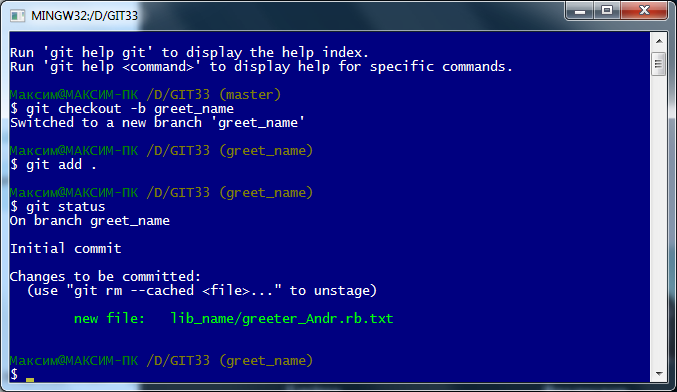 MINGW32:/D/GIT33
Run 'git help git' to display the help index.
Run 'git help <command>' to display help for specific commands.
Максим@МАКСИМ-ПК /D/GIT33 (master)
$ git checkout -b greet_name
Switched to a new branch 'greet_name'
Максим@МАКСИМ-ПК /D/GIT33 (greet_name)
$ git add .
Максим@МАКСИМ-ПК /D/GIT33 (greet_name)
$ git status
On branch greet_name
Initial commit
Changes to be committed:
(use "git rm --cached <file>..." to unstage)
new file:   lib_name/greeter_Andr.rb.txt
Максим@МАКСИМ-ПК /D/GIT33 (greet_name)
$